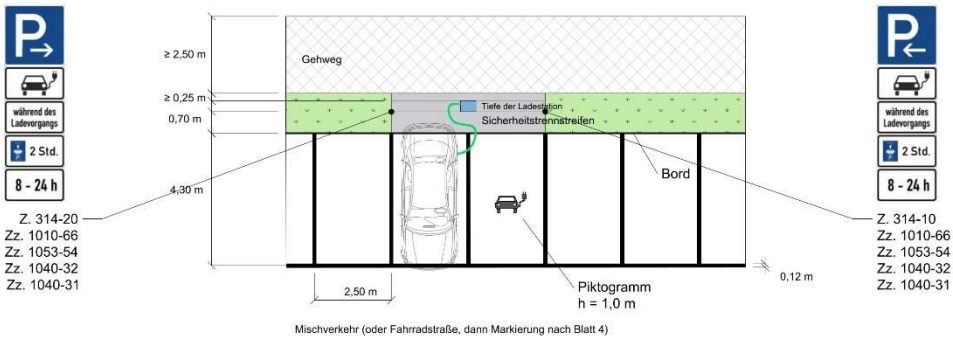 P
während des
Ladevorgangs
2 Std.
8 - 24 h
Z. 314-20
Zz. 1010-66
Zz. 1053-54
Zz. 1040-32
Zz. 1040-31
≥ 2,50 m
≥ 0,25 m
0,70 m
4,30 m
2,50 m
Gehweg
Tiefe der Ladestation
Sicherheitstrennstreifen
Bord
Piktogramm
h = 1,0 m
0,12 m
Mischverkehr (oder Fahrradstraße, dann Markierung nach Blatt 4)
P
während des
Ladevorgangs
2 Std.
8 - 24 h
Z. 314-10
Zz. 1010-66
Zz. 1053-54
Zz. 1040-32
Zz. 1040-31